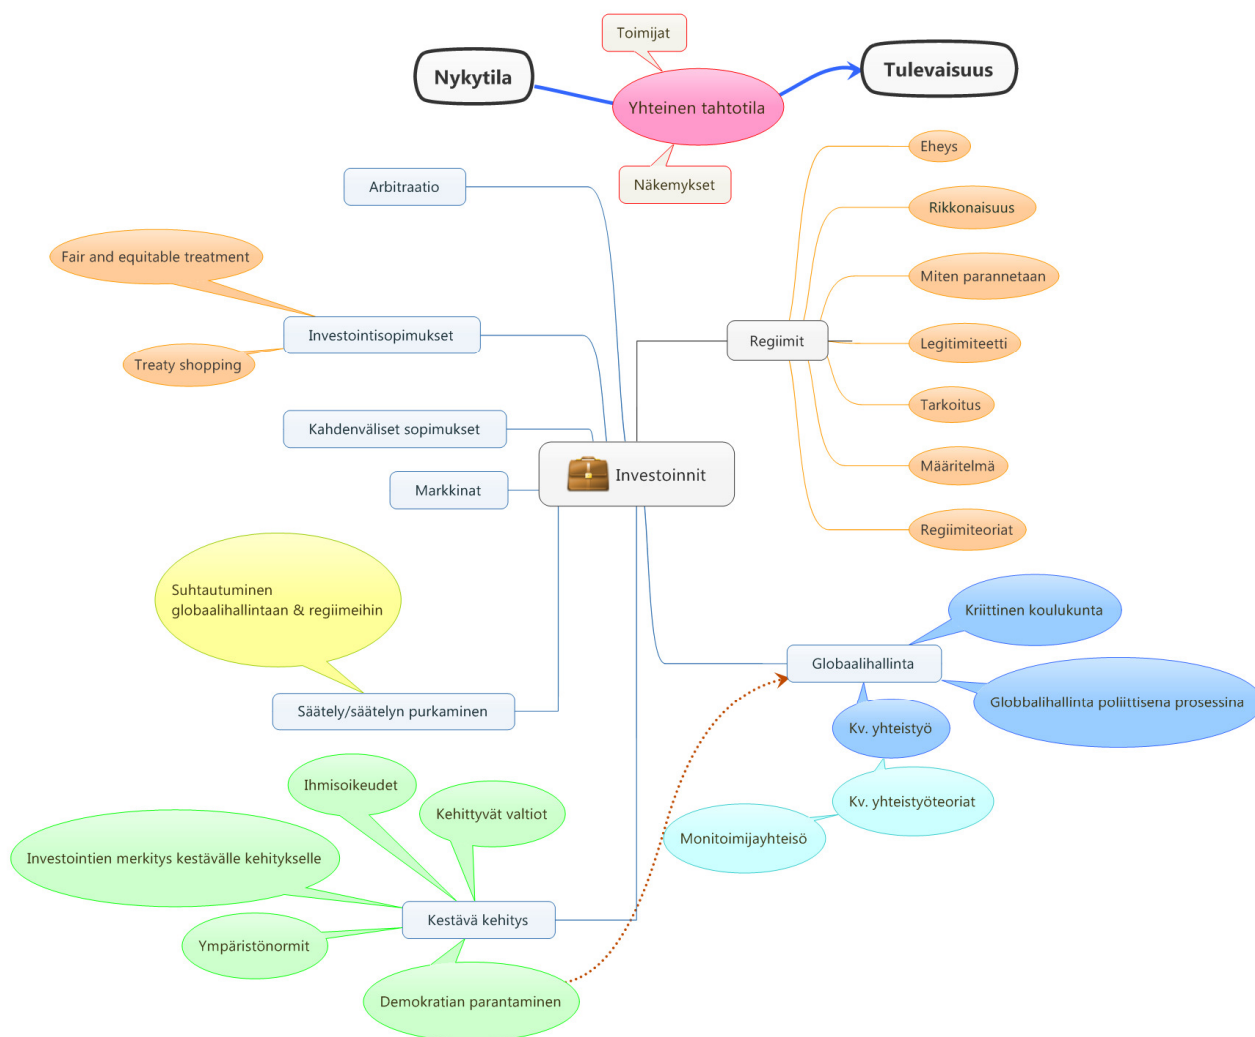 Toimijat
Nykytila
Tulevaisuus
Yhteinen tahtotila
Näkemykset
Arbitraatio
Fair and equitable treatment
Investointisopimukset
Treaty shopping
Kahdenväliset sopimukset
Markkinat
Investoinnit
Regiimit
Eheys
Rikkonaisuus
Miten parannetaan
Legitimiteetti
Tarkoitus
Määritelmä
Regiimiteoriat
Suhtautuminen
globaalihallintaan & regiimeihin
Säätely/säätelyn purkaminen
Kriittinen koulukunta
Globaalihallinta
Globbalihallinta poliittisena prosessina
Kv. yhteistyö
Kv. yhteistyöteoriat
Monitoimijayhteisö
Ihmisoikeudet
Kehittyvät valtiot
Investointien merkitys kestävälle kehitykselle
Kestävä kehitys
Ympäristönormit
Demokratian parantaminen